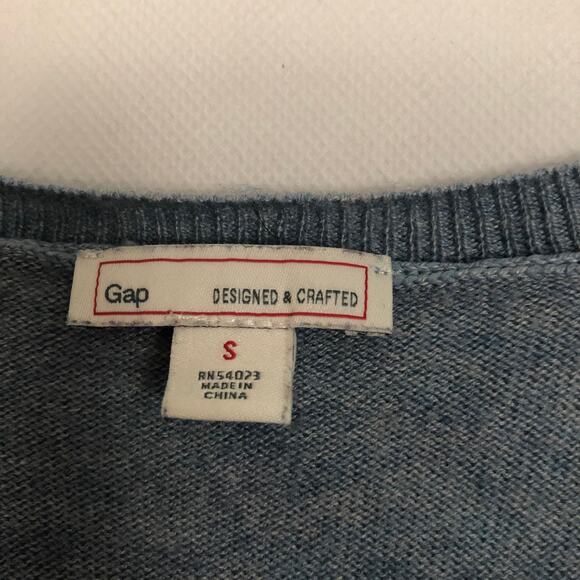 Gap DESIGNED & CRAFTED
S
RN54023
MADE IN
CHINA